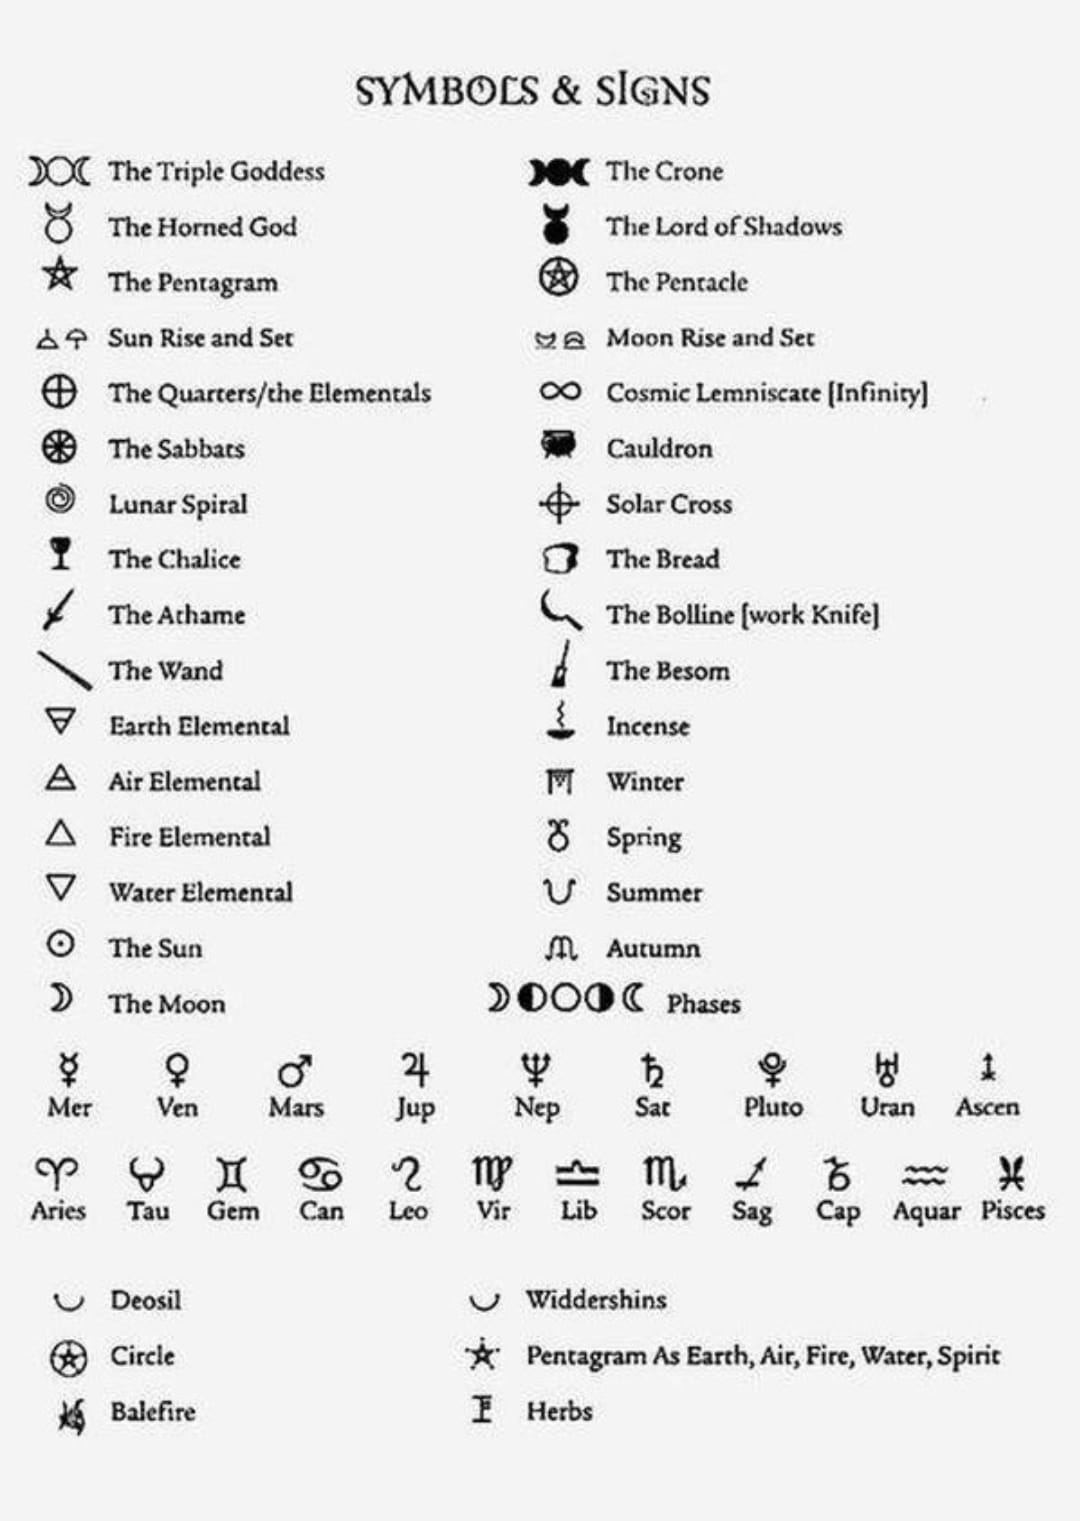 SYMBOLS & SIGNS
The Triple Goddess
The Crone
The Horned God
The Lord of Shadows
The Pentagram
The Pentacle
Sun Rise and Set
Moon Rise and Set
The Quarters/the Elementals
Cosmic Lemniscate [Infinity]
The Sabbats
Cauldron
Lunar Spiral
Solar Cross
The Chalice
The Bread
The Athame
The Bolline [work Knife]
The Wand
The Besom
Earth Elemental
Incense
Air Elemental
Winter
Fire Elemental
Spring
Water Elemental
Summer
The Sun
Autumn
The Moon
Phases
Mer Ven Mars Jup Nep Sat Pluto Uran Ascen
Aries Tau Gem Can Leo Vir Lib Scor Sag Cap Aquar Pisces
Deosil
Widdershins
Circle
Pentagram As Earth, Air, Fire, Water, Spirit
Balefire
Herbs